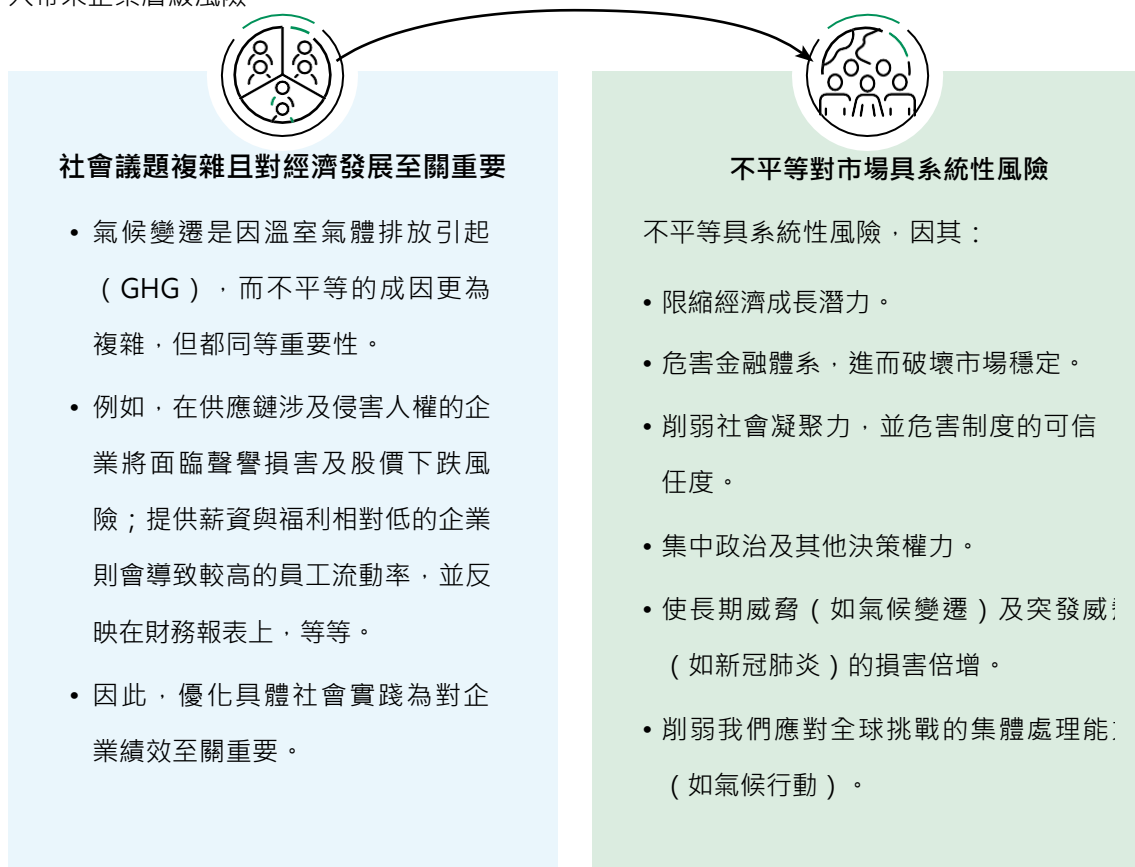 社會議題複雜且對經濟發展至關重要
• 氣候變遷是因溫室氣體排放引起
（GHG），而不平等的成因更為
複雜，但都同等重要性。
• 例如，在供應鏈涉及侵害人權的企
業將面臨聲譽損害及股價下跌風
險；提供薪資與福利相對低的企業
則會導致較高的員工流動率，並反
映在財務報表上，等等。
• 因此，優化具體社會實踐為對企
業績效至關重要。
不平等對市場具系統性風險
不平等具系統性風險，因其：
• 限縮經濟成長潛力。
• 危害金融體系，進而破壞市場穩定。
• 削弱社會凝聚力，並危害制度的可信
任度。
• 集中政治及其他決策權力。
• 使長期威脅（如氣候變遷）及突發威
（如新冠肺炎）的損害倍增。
• 削弱我們應對全球挑戰的集體處理能
（如氣候行動）。